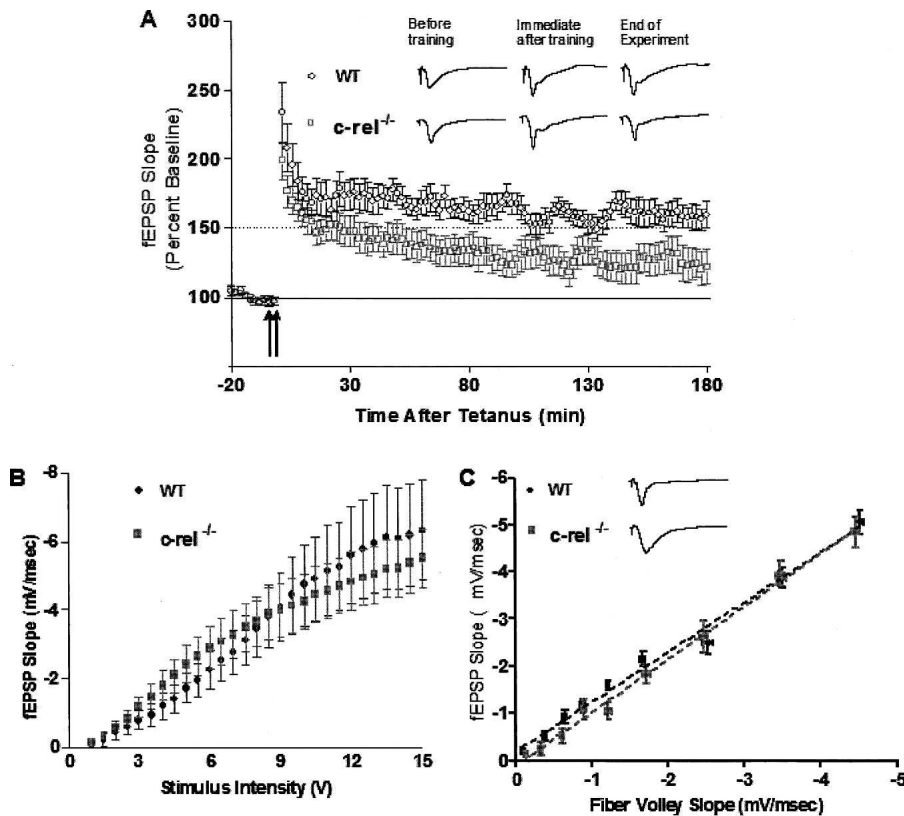 A
Before training
Immediate after training
End of Experiment
WT
c-rel-/-
fEPSP Slope
(Percent Baseline)
300
250
200
150
100
-20
30
80
130
180
Time After Tetanus (min)
B
WT
c-rel-/-
fEPSP Slope (mV/msec)
-8
-6
-4
-2
0
0
3
6
9
12
15
Stimulus Intensity (V)
C
WT
c-rel -/-
fEPSP Slope ( mV/msec)
-6
-5
-4
-3
-2
-1
0
0
-1
-2
-3
-4
-5
Fiber Volley Slope (mV/msec)